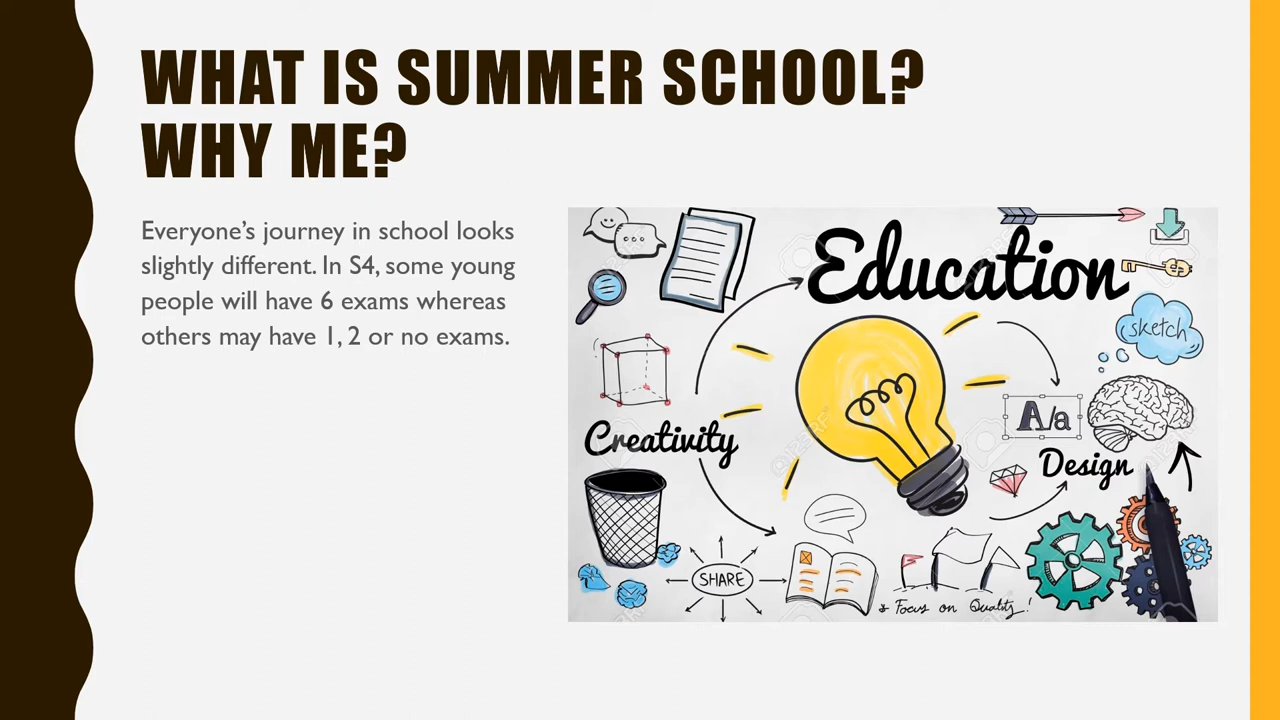 WHAT IS SUMMER SCHOOL?
WHY ME?
Everyone’s journey in school looks
slightly different. In S4, some young
people will have 6 exams whereas
others may have 1, 2 or no exams.
Education
sketch
A/a
Creativity
Design
SHARE
* Focus on Quality!